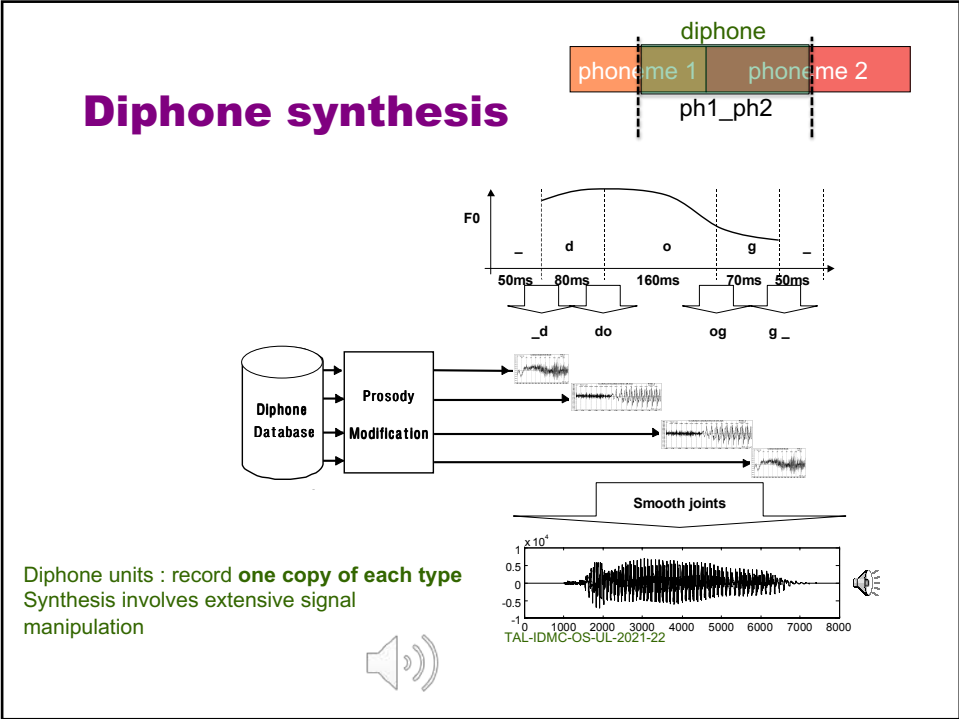 diphone
phoneme 1 phoneme 2
ph1_ph2
Diphone synthesis
F0
_ d o g _
50ms 80ms 160ms 70ms 50ms
_d do og g _
Diphone
Database
Prosody
Modification
Smooth joints
x 10^4
1
0.5
0
-0.5
-1
0 1000 2000 3000 4000 5000 6000 7000 8000
TAL-IDMC-OS-UL-2021-22
Diphone units : record one copy of each type
Synthesis involves extensive signal
manipulation